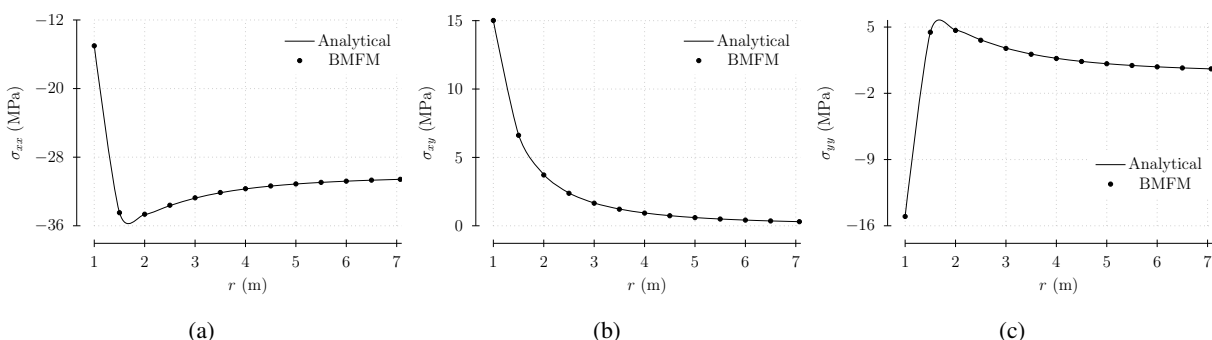 −12
−20
−28
−36
σxx (MPa)
1 2 3 4 5 6 7
r (m)
Analytical
BMFM
(a)
15
10
5
0
σxy (MPa)
1 2 3 4 5 6 7
r (m)
Analytical
BMFM
(b)
5
−2
−9
−16
σyy (MPa)
1 2 3 4 5 6 7
r (m)
Analytical
BMFM
(c)